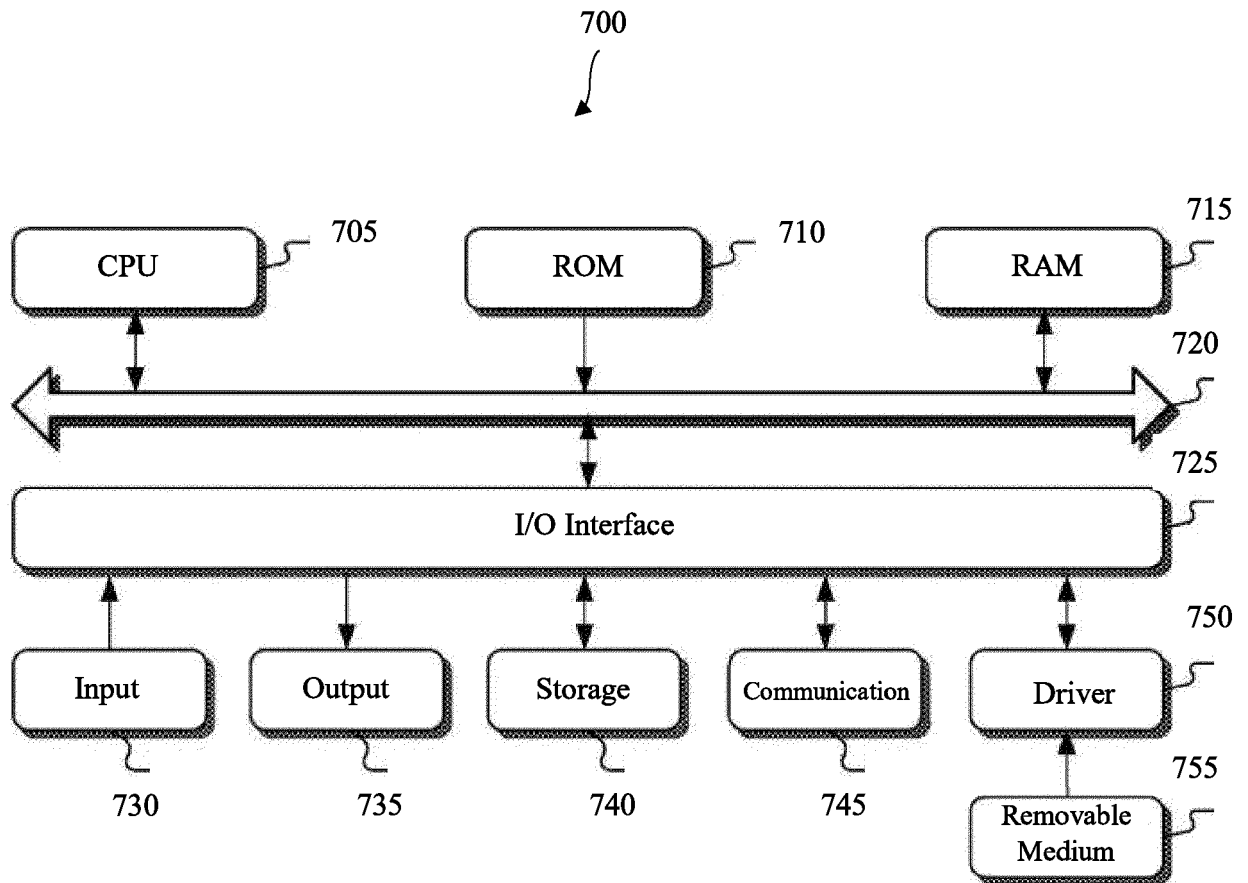 700
705
710
715
CPU
ROM
RAM
720
725
I/O Interface
750
Input
Output
Storage
Communication
Driver
755
730
735
740
745
Removable
Medium